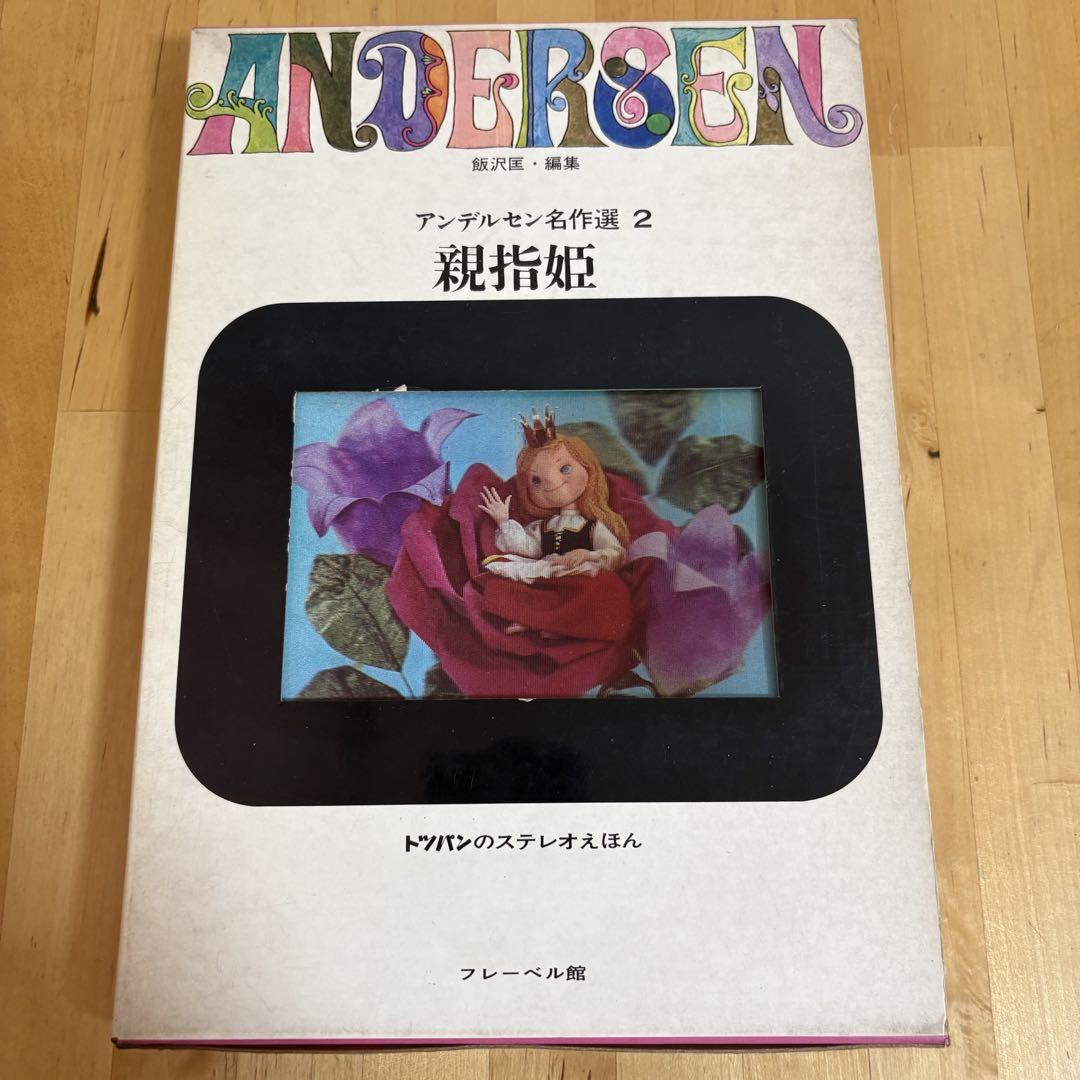 ANDERSEN
飯沢匡・編集
アンデルセン名作選 2
親指姫
トッパンのステレオえほん
フレーベル館